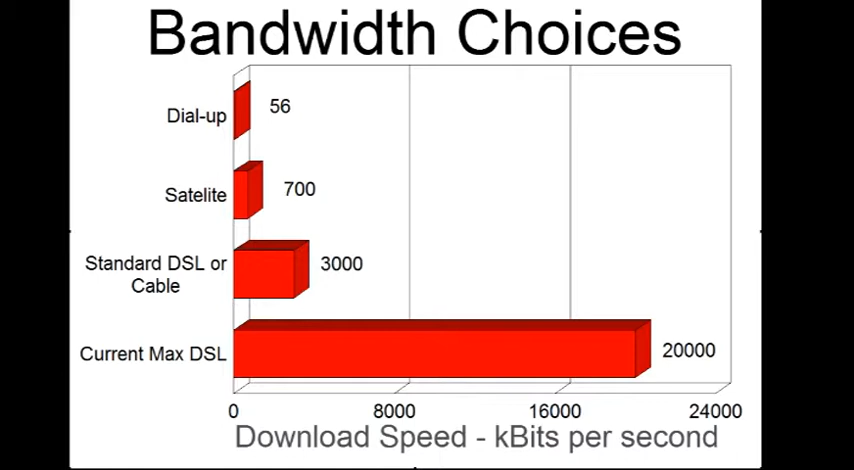 Bandwidth Choices
Dial-up
56
Satelite
700
Standard DSL or
Cable
3000
Current Max DSL
20000
0 8000 16000 24000
Download Speed - kBits per second